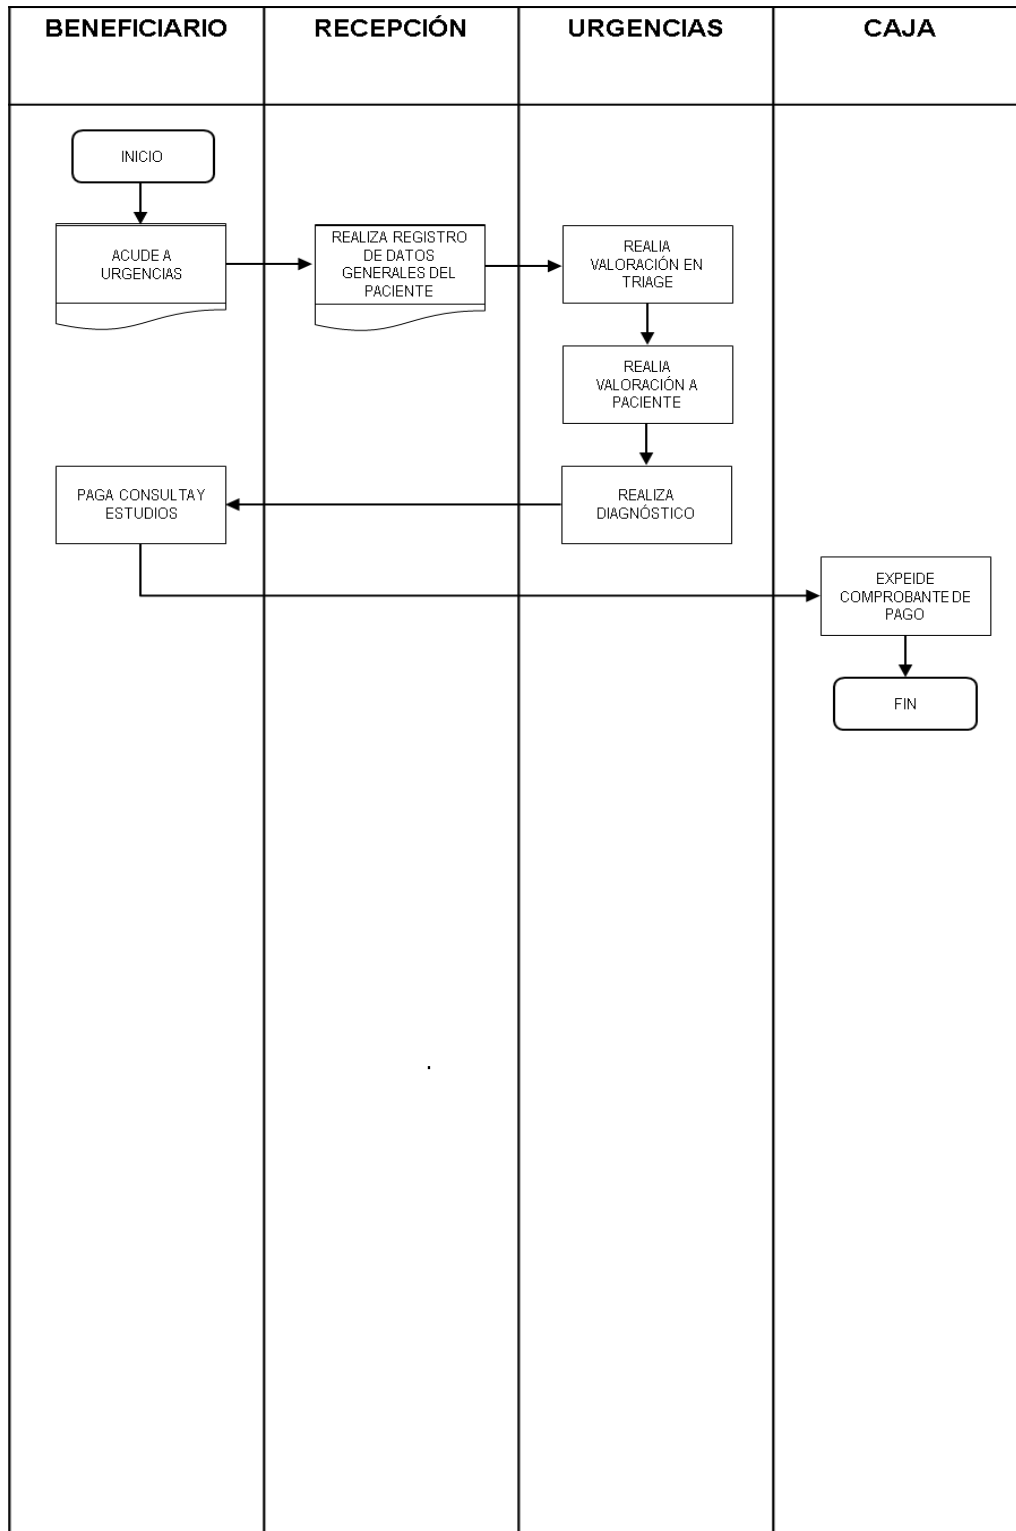 BENEFICIARIO
RECEPCIÓN
URGENCIAS
CAJA
INICIO
ACUDE A
URGENCIAS
REALIZA REGISTRO
DE DATOS
GENERALES DEL
PACIENTE
REALIA
VALORACIÓN EN
TRIAGE
REALIA
VALORACIÓN A
PACIENTE
REALIZA
DIAGNÓSTICO
PAGA CONSULTA Y
ESTUDIOS
EXPEIDE
COMPROBANTE DE
PAGO
FIN
.